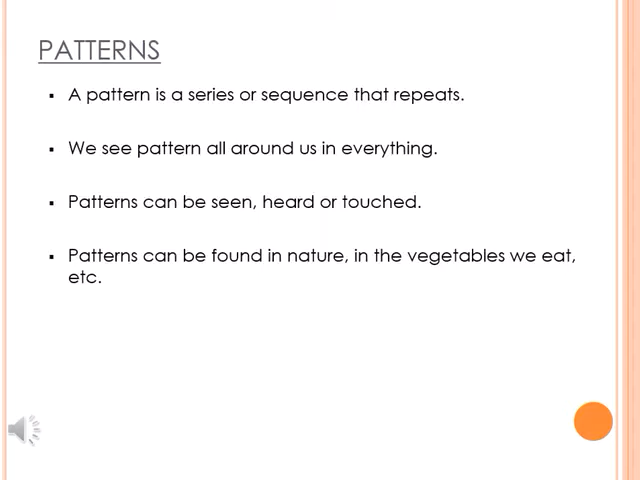 PATTERNS
▪ A pattern is a series or sequence that repeats.
▪ We see pattern all around us in everything.
▪ Patterns can be seen, heard or touched.
▪ Patterns can be found in nature, in the vegetables we eat,
etc.